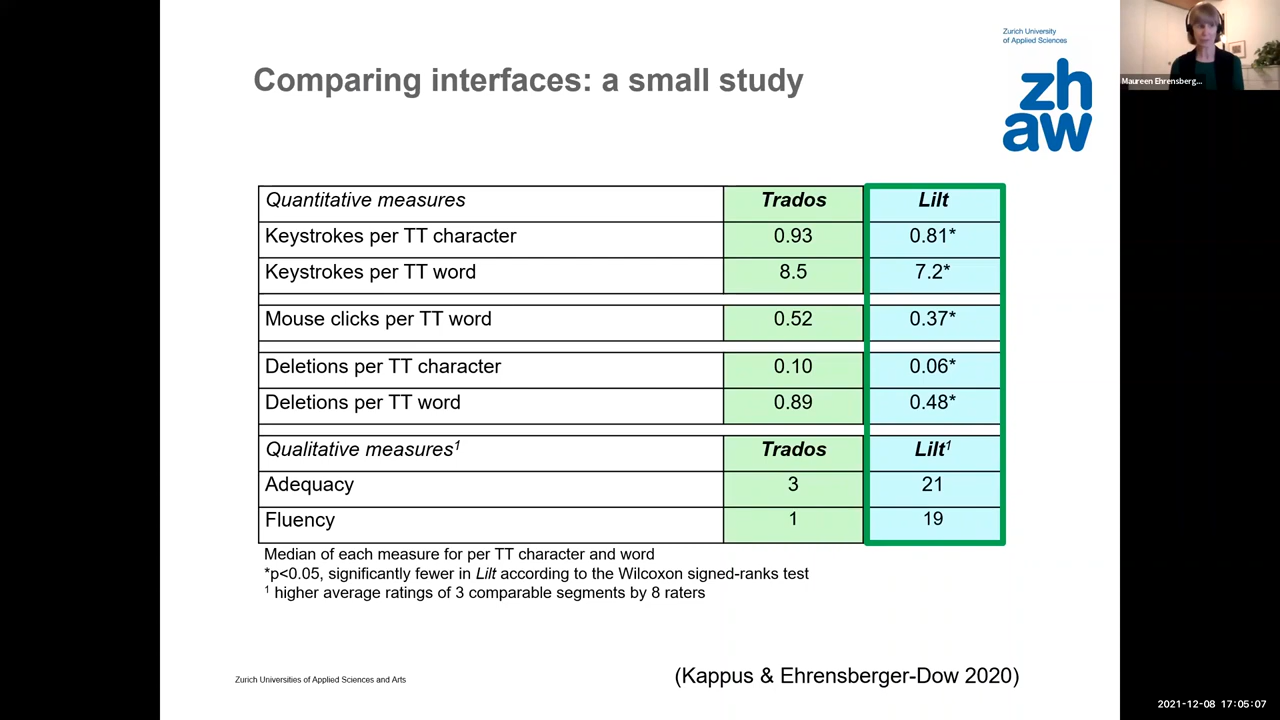 Zurich University
of Applied Sciences
zh
aw
Maureen Ehrensberg...
Comparing interfaces: a small study
Quantitative measures Trados Lilt
Keystrokes per TT character 0.93 0.81*
Keystrokes per TT word 8.5 7.2*
Mouse clicks per TT word 0.52 0.37*
Deletions per TT character 0.10 0.06*
Deletions per TT word 0.89 0.48*
Qualitative measures¹ Trados Lilt¹
Adequacy 3 21
Fluency 1 19
Median of each measure for per TT character and word
*p<0.05, significantly fewer in Lilt according to the Wilcoxon signed-ranks test
¹ higher average ratings of 3 comparable segments by 8 raters
Zurich Universities of Applied Sciences and Arts
(Kappus & Ehrensberger-Dow 2020)
2021-12-08 17:05:07